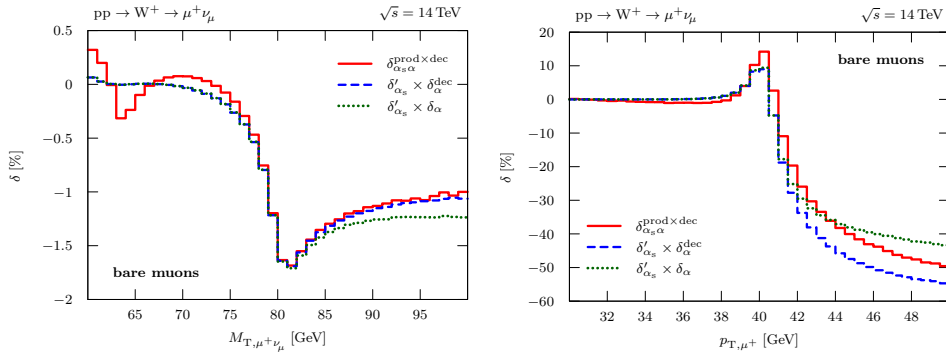 pp → W⁺ → μ⁺ν_μ
√s = 14 TeV
δ [%]
0.5
0
−0.5
−1
−1.5
−2
δ^{prod×dec}_{α_sα}
δ′_{α_s} × δ^{dec}_α
δ′_{α_s} × δ_α
bare muons
65 70 75 80 85 90 95 100
M_{T,μ⁺ν_μ} [GeV]
pp → W⁺ → μ⁺ν_μ
√s = 14 TeV
δ [%]
20
10
0
−10
−20
−30
−40
−50
−60
bare muons
δ^{prod×dec}_{α_sα}
δ′_{α_s} × δ^{dec}_α
δ′_{α_s} × δ_α
32 34 36 38 40 42 44 46 48
p_{T,μ⁺} [GeV]